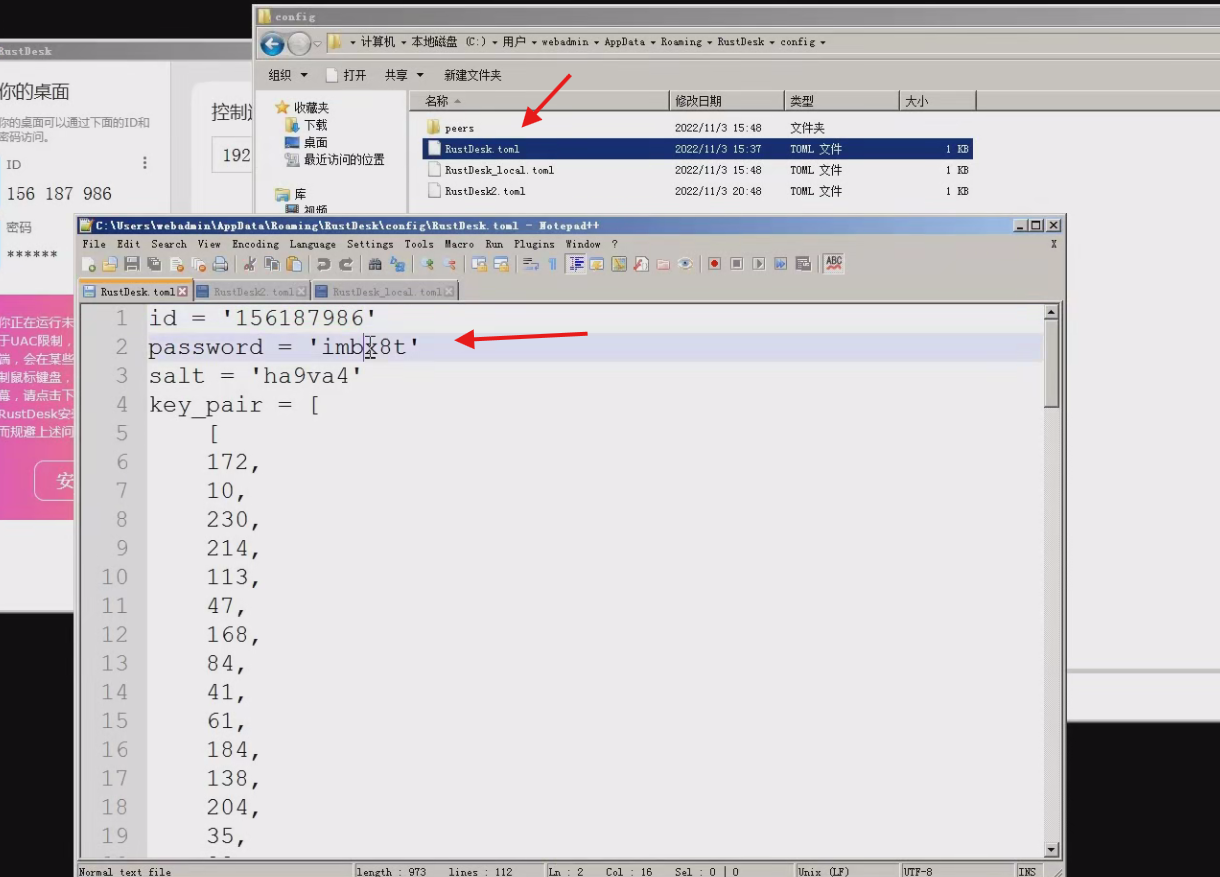 config
计算机 本地磁盘 (C:) 用户 webadmin AppData Roaming RustDesk config
组织 打开 共享 新建文件夹
收藏夹
下载
桌面
最近访问的位置
库
视频
名称 修改日期 类型 大小
peers 2022/11/3 15:48 文件夹
RustDesk.toml 2022/11/3 15:37 TOML 文件 1 KB
RustDesk_local.toml 2022/11/3 15:48 TOML 文件 1 KB
RustDesk2.toml 2022/11/3 20:48 TOML 文件 1 KB
RustDesk
你的桌面
你的桌面可以通过下面的ID和
密码访问。
ID
156 187 986
密码
******
控制
192
你正在运行未
于UAC限制，
端，会在某些
制鼠标键盘，
幕，请点击下
RustDesk安
而规避上述问
安
C:\Users\webadmin\AppData\Roaming\RustDesk\config\RustDesk.toml - Notepad++
File Edit Search View Encoding Language Settings Tools Macro Run Plugins Window ?
X
ABC
RustDesk.toml RustDesk2.toml RustDesk_local.toml
1 id = '156187986'
2 password = 'imbx8t'
3 salt = 'ha9va4'
4 key_pair = [
5 [
6 172,
7 10,
8 230,
9 214,
10 113,
11 47,
12 168,
13 84,
14 41,
15 61,
16 184,
17 138,
18 204,
19 35,
Normal text file length : 973 lines : 112 Ln : 2 Col : 16 Sel : 0 | 0 Unix (LF) UTF-8 INS